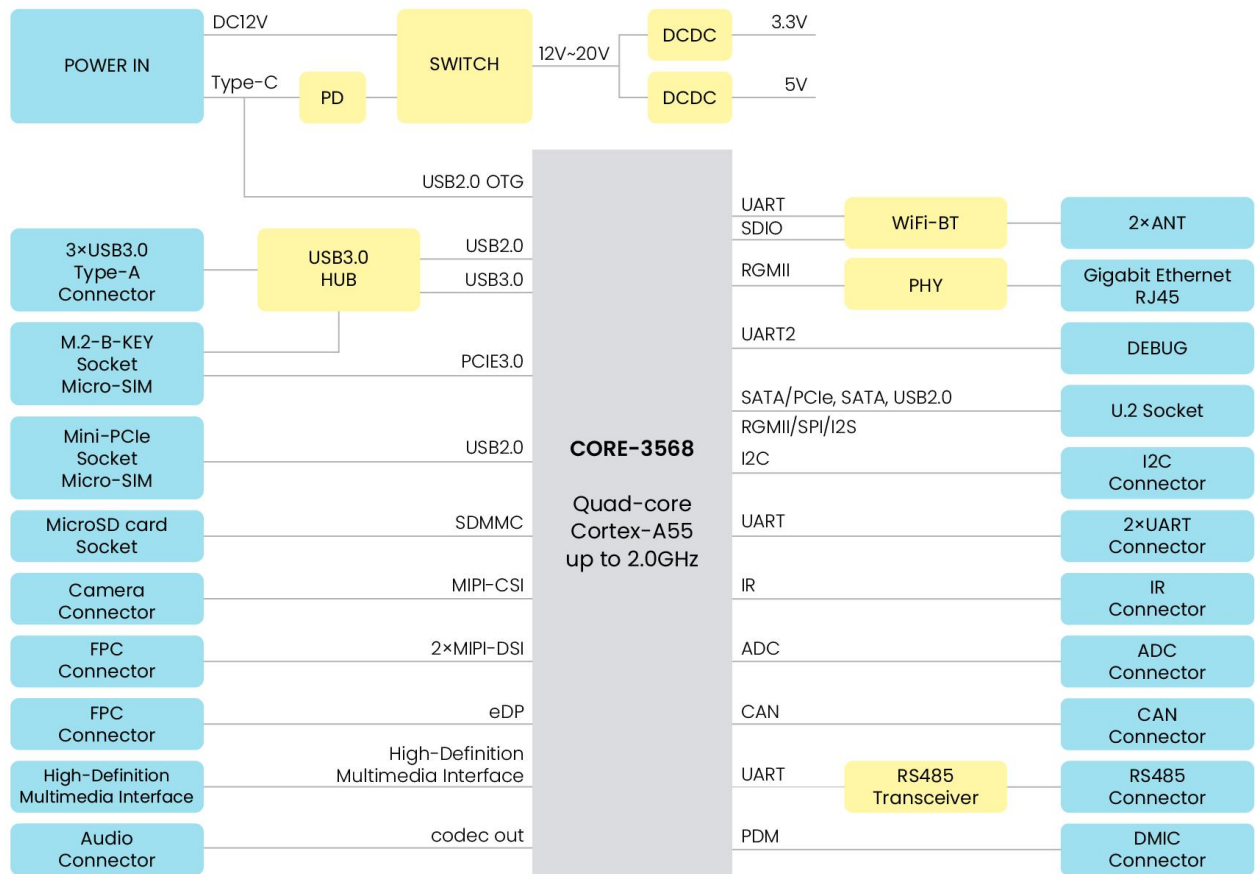 POWER IN
DC12V
Type-C
PD
SWITCH
12V~20V
DCDC
3.3V
DCDC
5V
USB2.0 OTG
3×USB3.0
Type-A
Connector
USB3.0
HUB
USB2.0
USB3.0
M.2-B-KEY
Socket
Micro-SIM
PCIE3.0
Mini-PCIe
Socket
Micro-SIM
USB2.0
MicroSD card
Socket
SDMMC
Camera
Connector
MIPI-CSI
FPC
Connector
2×MIPI-DSI
FPC
Connector
eDP
High-Definition
Multimedia Interface
High-Definition
Multimedia Interface
Audio
Connector
codec out
CORE-3568
Quad-core
Cortex-A55
up to 2.0GHz
UART
SDIO
WiFi-BT
2×ANT
RGMII
PHY
Gigabit Ethernet
RJ45
UART2
DEBUG
SATA/PCIe, SATA, USB2.0
RGMII/SPI/I2S
U.2 Socket
I2C
I2C
Connector
UART
2×UART
Connector
IR
IR
Connector
ADC
ADC
Connector
CAN
CAN
Connector
UART
RS485
Transceiver
RS485
Connector
PDM
DMIC
Connector